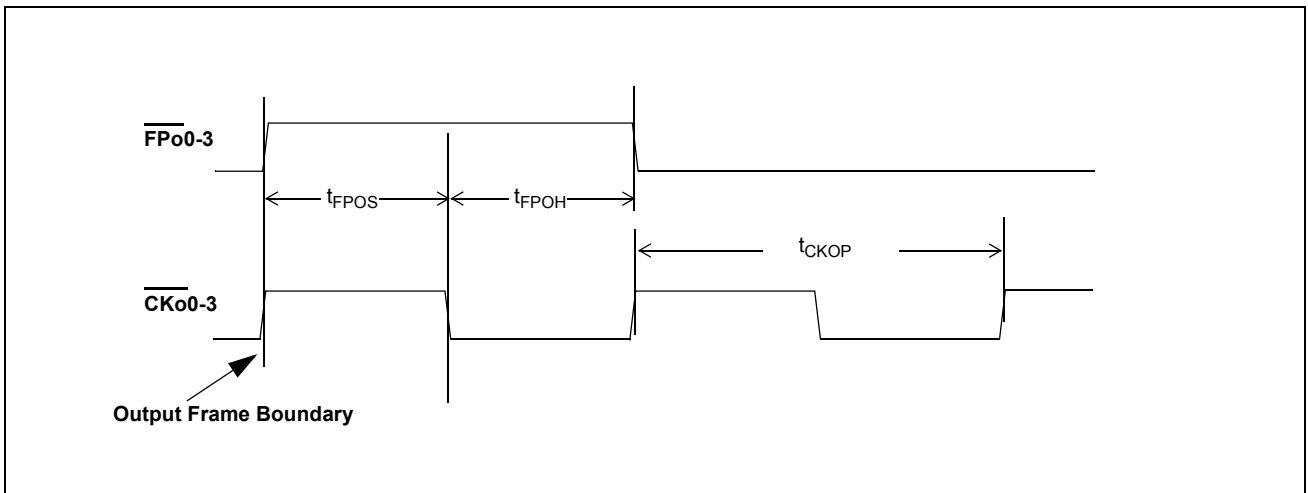 FPo0-3
tFPOS
tFPOH
tCKOP
CKo0-3
Output Frame Boundary